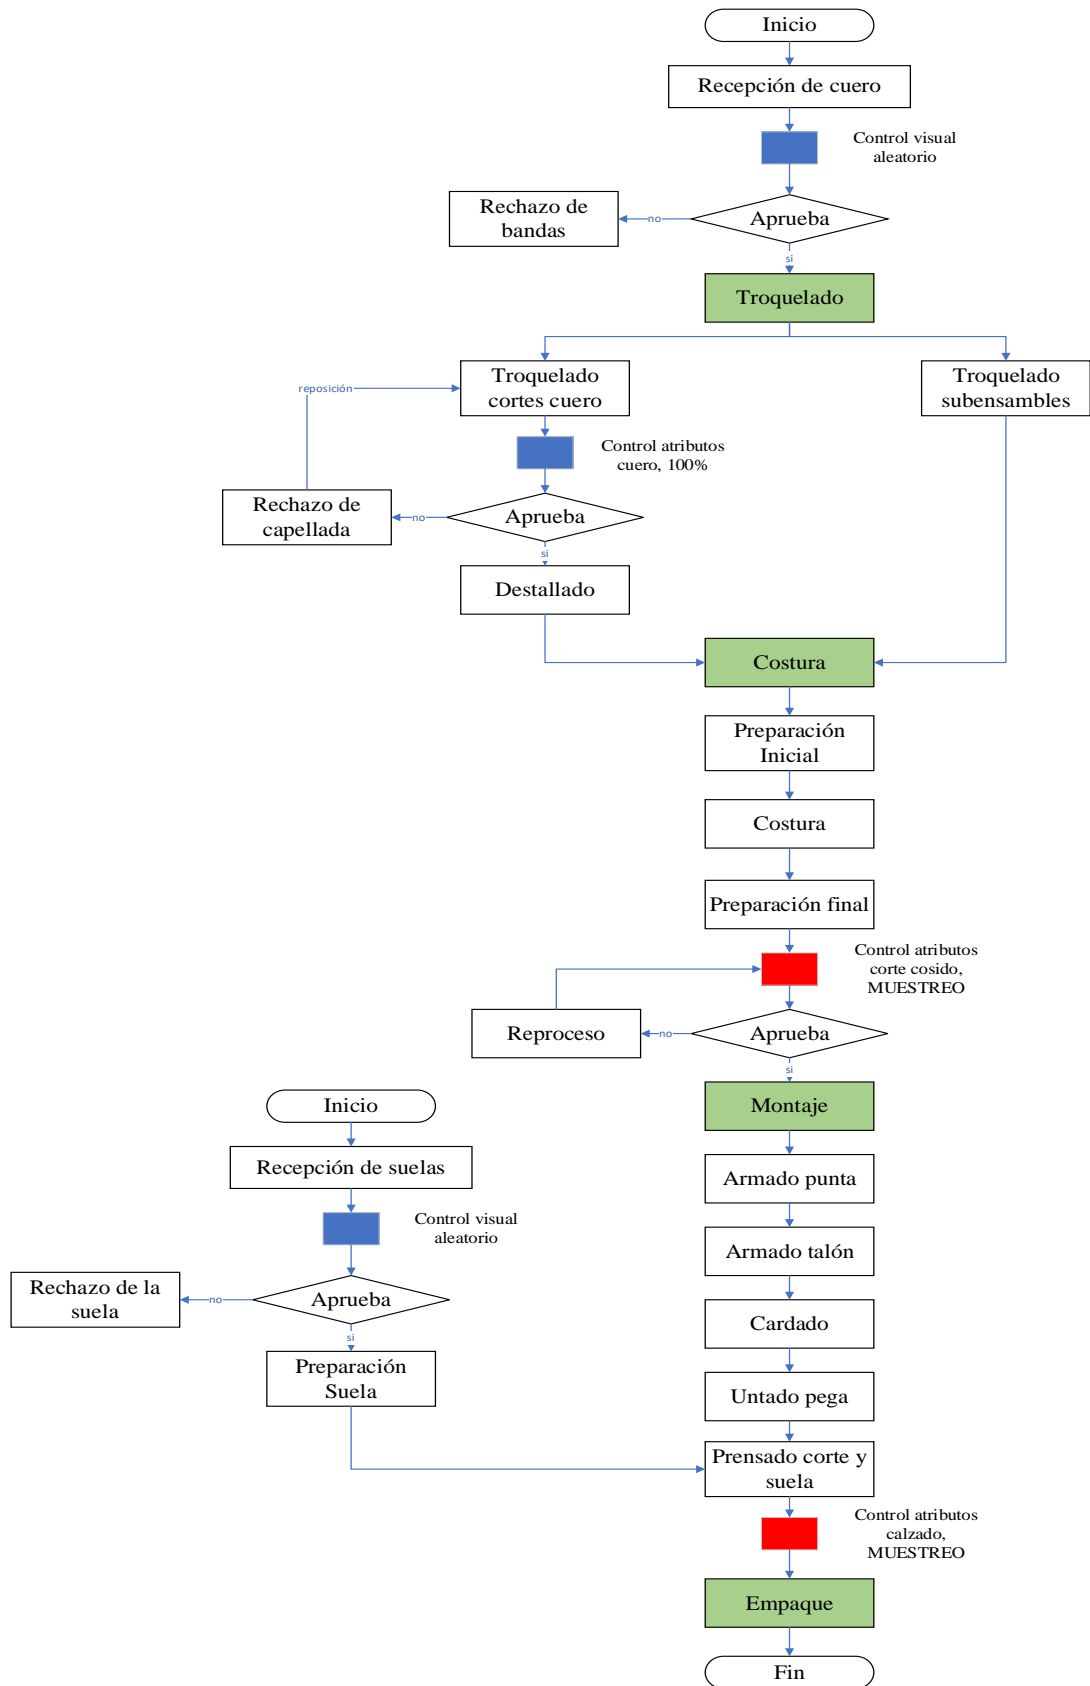 Inicio
Recepción de cuero
Control visual
aleatorio
Rechazo de
bandas
no
Aprueba
si
Troquelado
Troquelado
cortes cuero
Troquelado
subensambles
reposición
Control atributos
cuero, 100%
Rechazo de
capellada
no
Aprueba
si
Destallado
Costura
Preparación
Inicial
Costura
Preparación final
Control atributos
corte cosido,
MUESTREO
Reproceso
no
Aprueba
si
Montaje
Inicio
Recepción de suelas
Control visual
aleatorio
Rechazo de la
suela
no
Aprueba
si
Preparación
Suela
Armado punta
Armado talón
Cardado
Untado pega
Prensado corte y
suela
Control atributos
calzado,
MUESTREO
Empaque
Fin